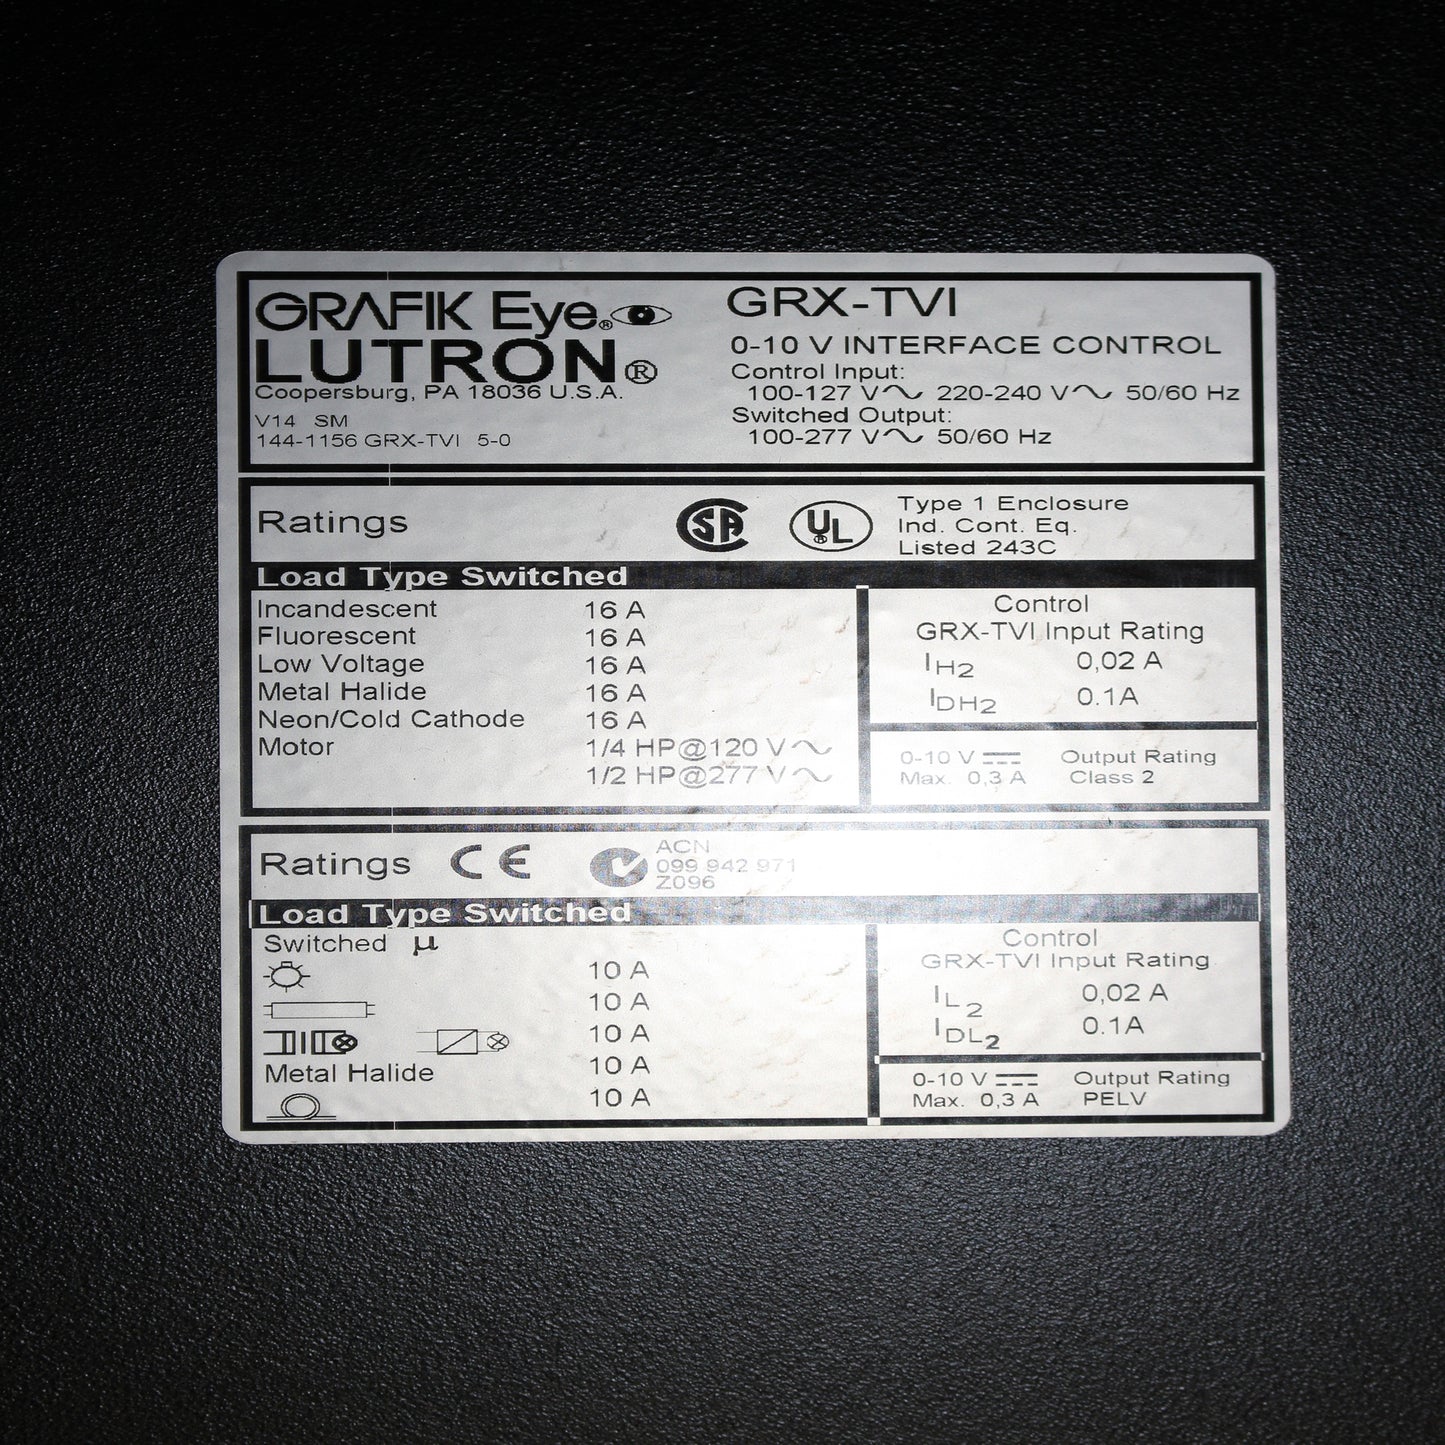 GRAFIK Eye®
LUTRON®
Coopersburg, PA 18036 U.S.A.
V14 SM
144-1156 GRX-TVI 5-0
GRX-TVI
0-10 V INTERFACE CONTROL
Control Input:
100-127 V~ 220-240 V~ 50/60 Hz
Switched Output:
100-277 V~ 50/60 Hz
Ratings
SA
UL®
Type 1 Enclosure
Ind. Cont. Eq.
Listed 243C
Load Type Switched
Incandescent 16 A
Fluorescent 16 A
Low Voltage 16 A
Metal Halide 16 A
Neon/Cold Cathode 16 A
Motor 1/4 HP@120 V~
1/2 HP@277 V~
Control
GRX-TVI Input Rating
IH2 0,02 A
IDH2 0.1A
0-10 V ⎓ Output Rating
Max. 0,3 A Class 2
Ratings CE
ACN
099 942 971
Z096
Load Type Switched
Switched µ
10 A
10 A
10 A
Metal Halide 10 A
10 A
Control
GRX-TVI Input Rating
IL2 0,02 A
IDL2 0.1A
0-10 V ⎓ Output Rating
Max. 0,3 A PELV